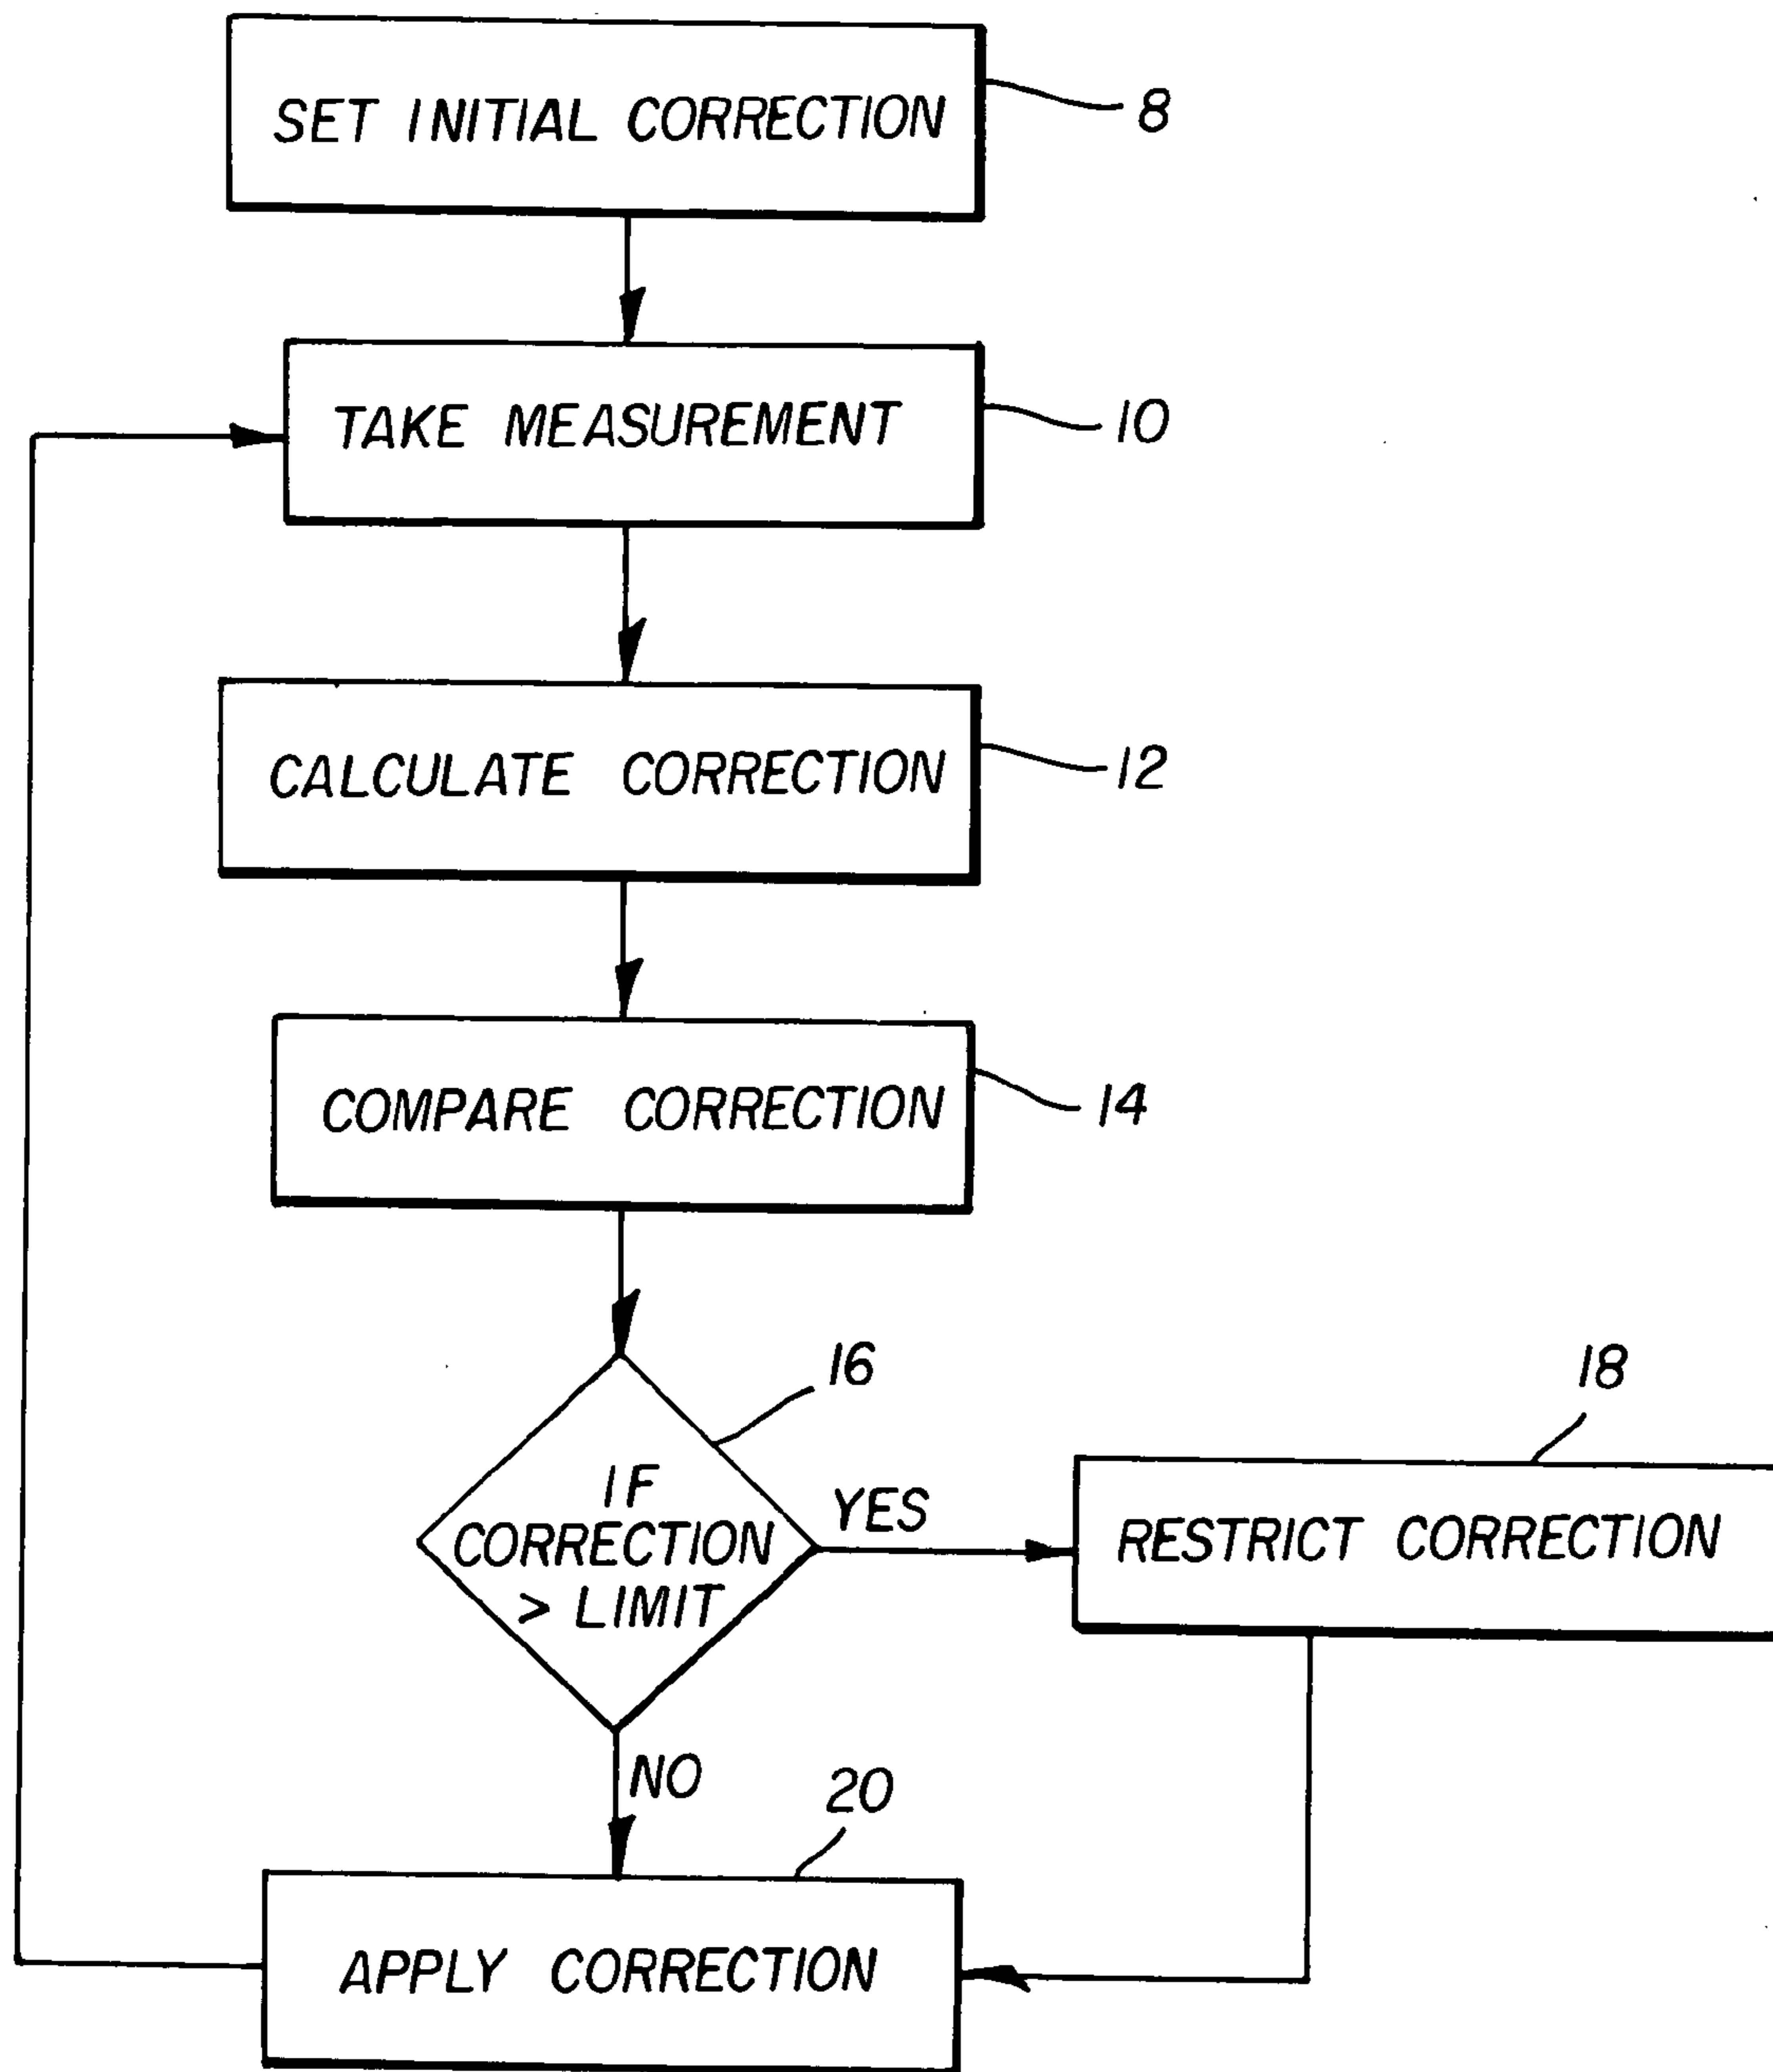 SET INITIAL CORRECTION
8
TAKE MEASUREMENT
10
CALCULATE CORRECTION
12
COMPARE CORRECTION
14
16
18
IF
CORRECTION
> LIMIT
YES
RESTRICT CORRECTION
NO
20
APPLY CORRECTION